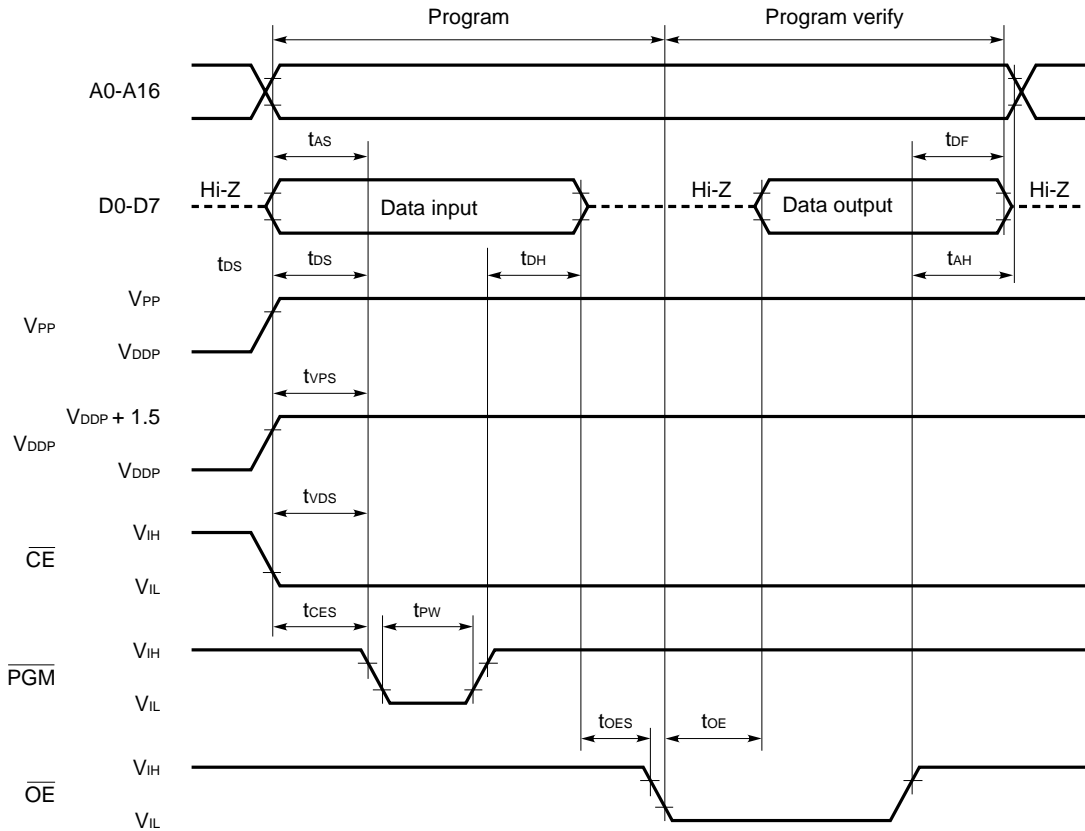 Program Program verify
A0-A16
tAS tDF
Hi-Z Hi-Z Hi-Z
D0-D7 Data input Data output
tDS tDS tDH tAH
VPP
VPP
VDDP
tVPS
VDDP + 1.5
VDDP
VDDP
tVDS
VIH
CE
VIL
tCES tPW
VIH
PGM
VIL
tOES tOE
VIH
OE
VIL